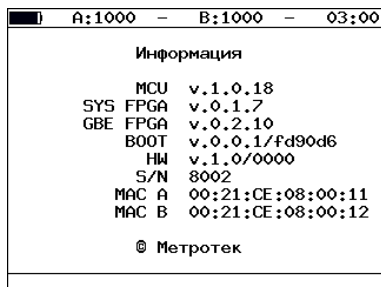 A:1000 – B:1000 – 03:00
Информация
MCU v.1.0.18
SYS FPGA v.0.1.7
GBE FPGA v.0.2.10
BOOT v.0.0.1/fd90d6
HW v.1.0/0000
S/N 8002
MAC A 00:21:CE:08:00:11
MAC B 00:21:CE:08:00:12
© Метротек